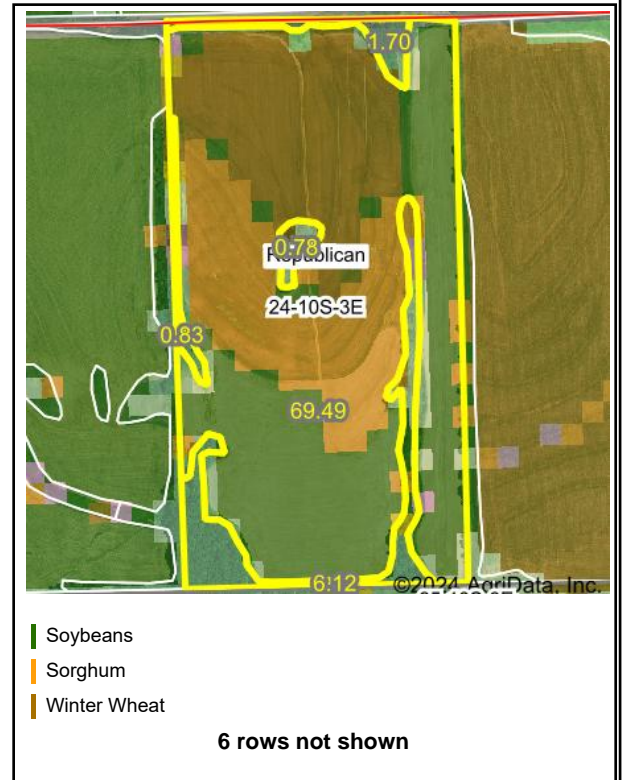 1.70
0.78
Republican
24-10S-3E
0.83
69.49
6.12
©2024 AgriData, Inc.
Soybeans
Sorghum
Winter Wheat
6 rows not shown